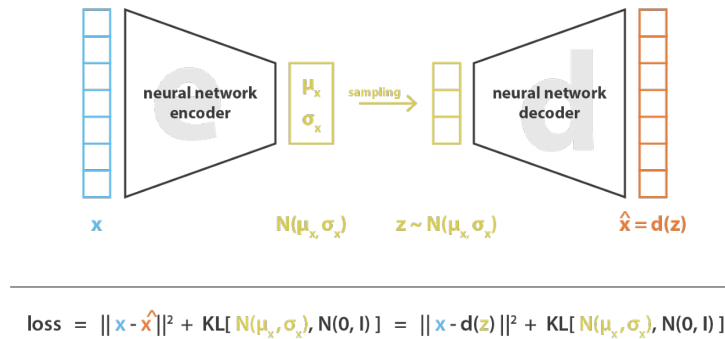 e
d
neural network
encoder
μₓ
σₓ
sampling
neural network
decoder
x
N(μₓ, σₓ)
z ~ N(μₓ, σₓ)
x̂ = d(z)
loss = || x - x̂ ||² + KL[ N(μₓ, σₓ), N(0, I) ] = || x - d(z) ||² + KL[ N(μₓ, σₓ), N(0, I) ]